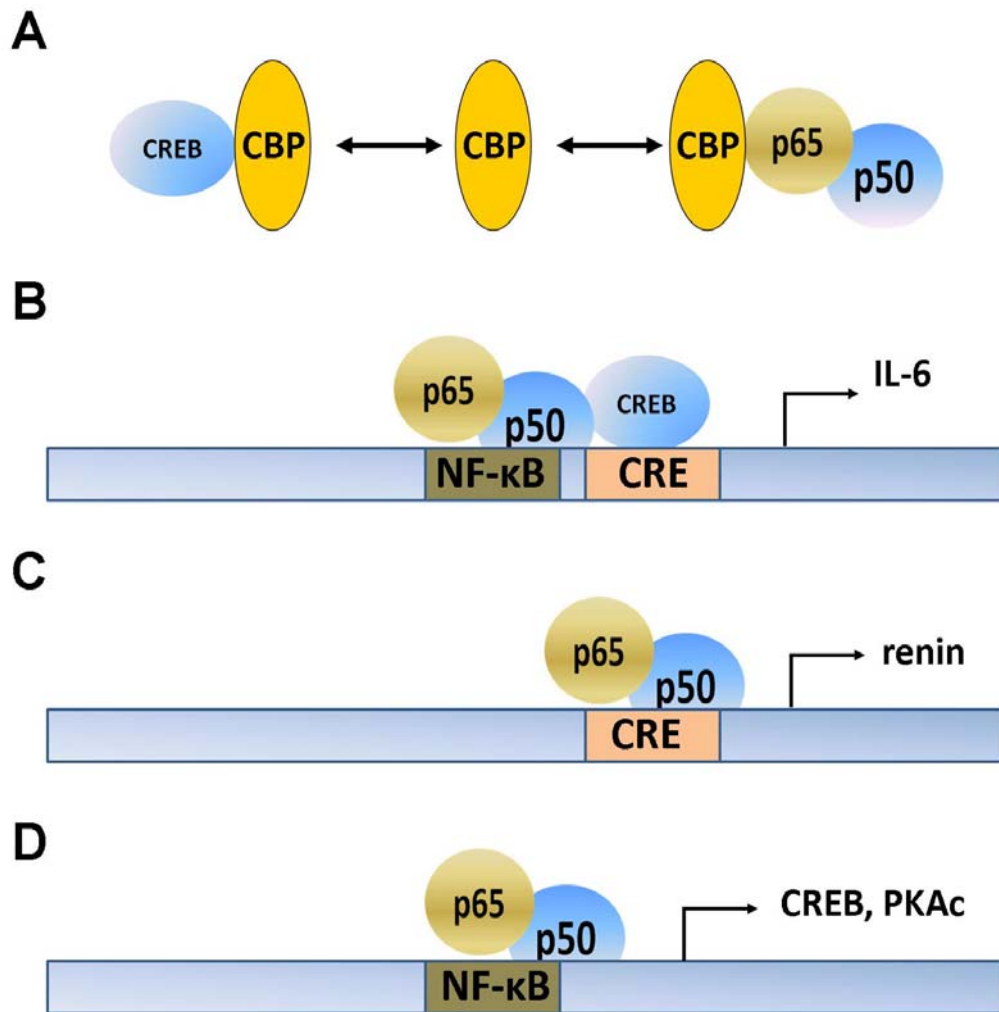 A
CREB CBP CBP CBP p65 p50
B
p65 p50 CREB IL-6
NF-κB CRE
C
p65 p50 renin
CRE
D
p65 p50 CREB, PKAc
NF-κB